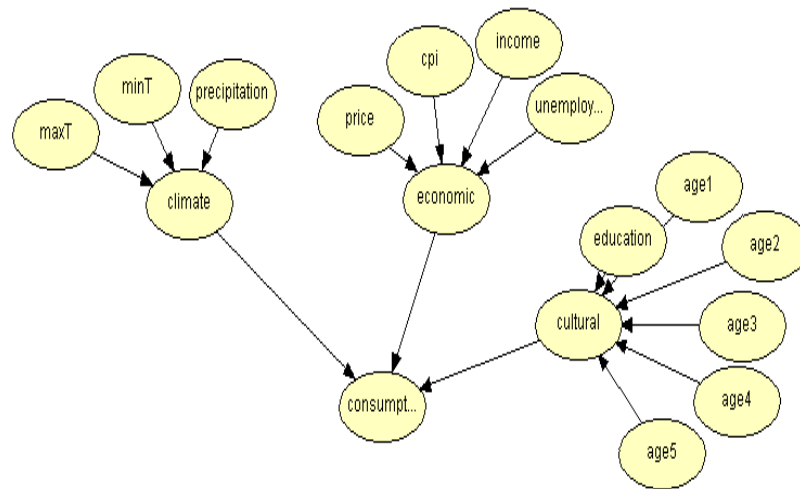 income
cpi
minT
precipitation
unemploy...
price
maxT
age1
climate
economic
education
age2
cultural
age3
age4
consumpt...
age5